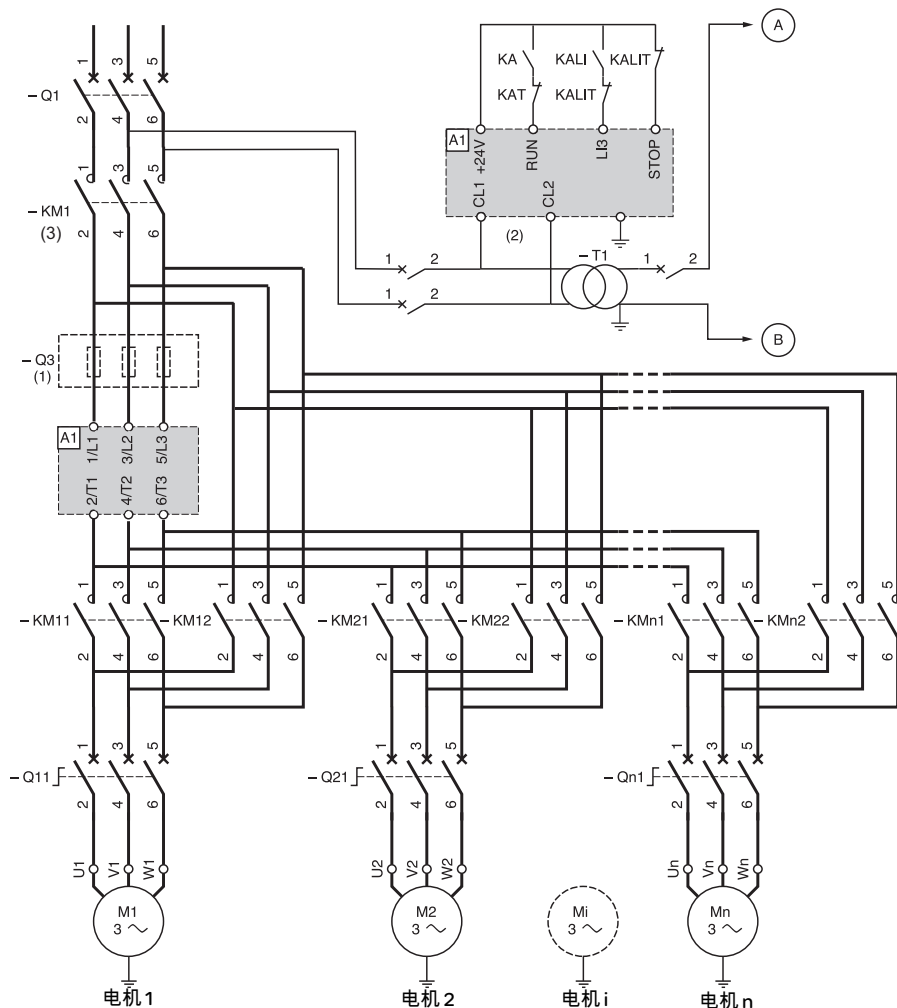 A
1 3 5
KA KALI KALIT
KAT KALIT
– Q1
2 4 6
A1 +24V RUN LI3 STOP
CL1 CL2
1 3 5
– KM1
(3)
2 4 6
(2)
1 2
– T1
1 2
1 2
B
– Q3
(1)
A1 1/L1 3/L2 5/L3
2/T1 4/T2 6/T3
1 3 5 1 3 5 1 3 5 1 3 5 1 3 5 1 3 5
– KM11 – KM12 – KM21 – KM22 – KMn1 – KMn2
2 4 6 2 4 6 2 4 6 2 4 6 2 4 6 2 4 6
1 3 5 1 3 5 1 3 5
– Q11 – Q21 – Qn1
2 4 6 2 4 6 2 4 6
U1 V1 W1 U2 V2 W2 Un Vn Wn
M1 M2 Mi Mn
3 ~ 3 ~ 3 ~ 3 ~
电机1 电机2 电机i 电机n